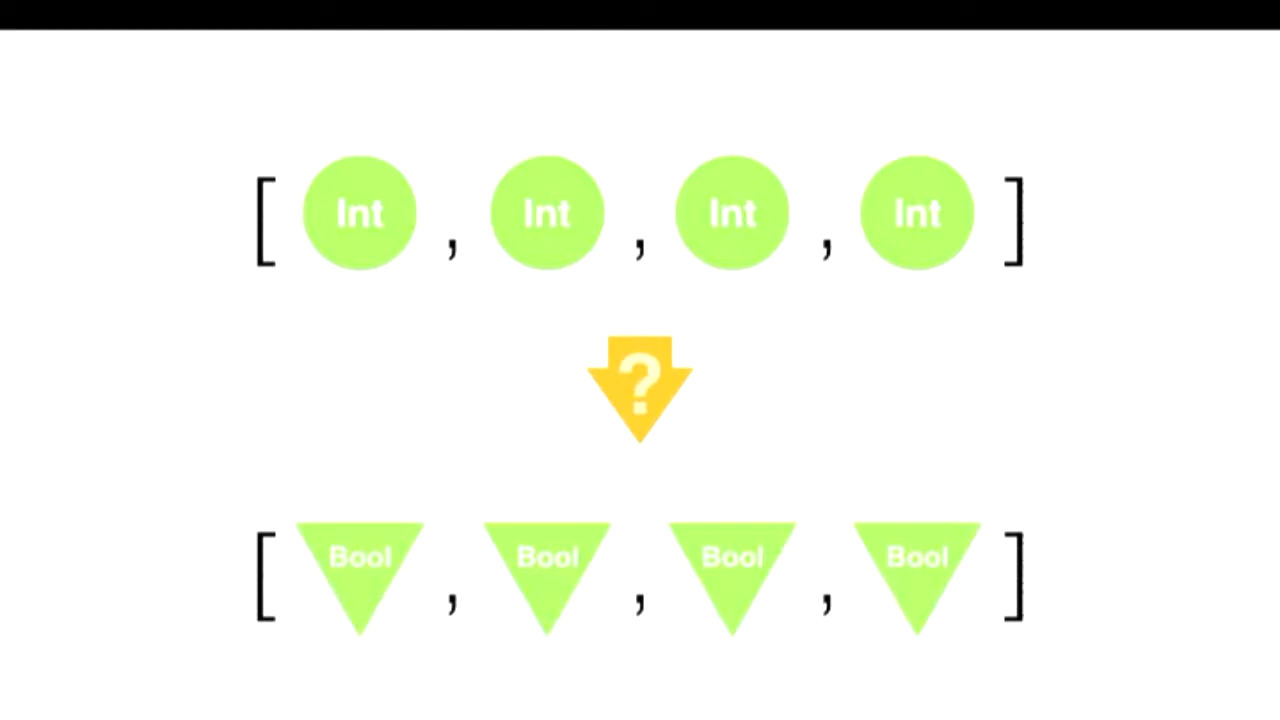 [ Int , Int , Int , Int ]
?
[ Bool , Bool , Bool , Bool ]